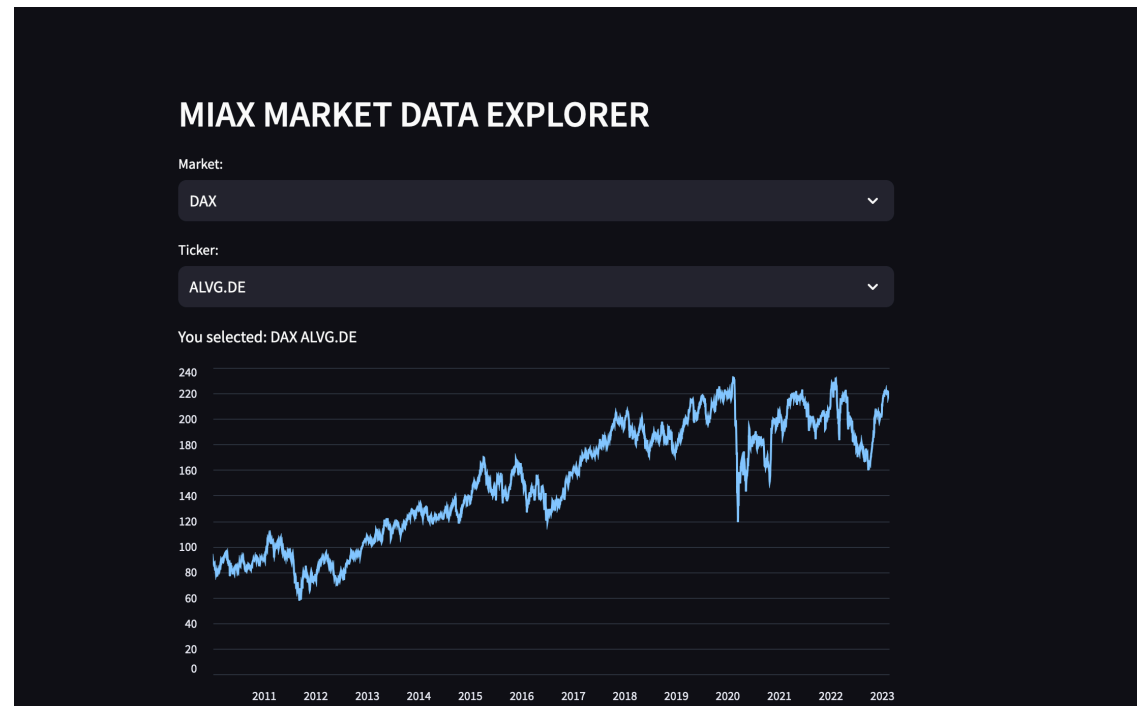 MIAX MARKET DATA EXPLORER
Market:
DAX
Ticker:
ALVG.DE
You selected: DAX ALVG.DE
240
220
200
180
160
140
120
100
80
60
40
20
0
2011 2012 2013 2014 2015 2016 2017 2018 2019 2020 2021 2022 2023